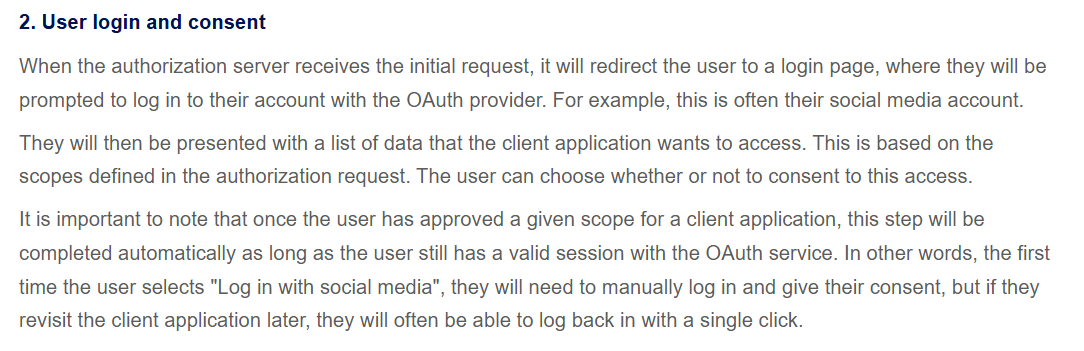 2. User login and consent
When the authorization server receives the initial request, it will redirect the user to a login page, where they will be
prompted to log in to their account with the OAuth provider. For example, this is often their social media account.
They will then be presented with a list of data that the client application wants to access. This is based on the
scopes defined in the authorization request. The user can choose whether or not to consent to this access.
It is important to note that once the user has approved a given scope for a client application, this step will be
completed automatically as long as the user still has a valid session with the OAuth service. In other words, the first
time the user selects "Log in with social media", they will need to manually log in and give their consent, but if they
revisit the client application later, they will often be able to log back in with a single click.